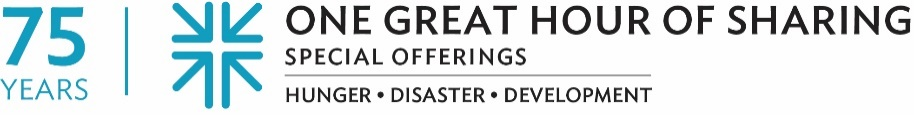 75
YEARS
ONE GREAT HOUR OF SHARING
SPECIAL OFFERINGS
HUNGER • DISASTER • DEVELOPMENT